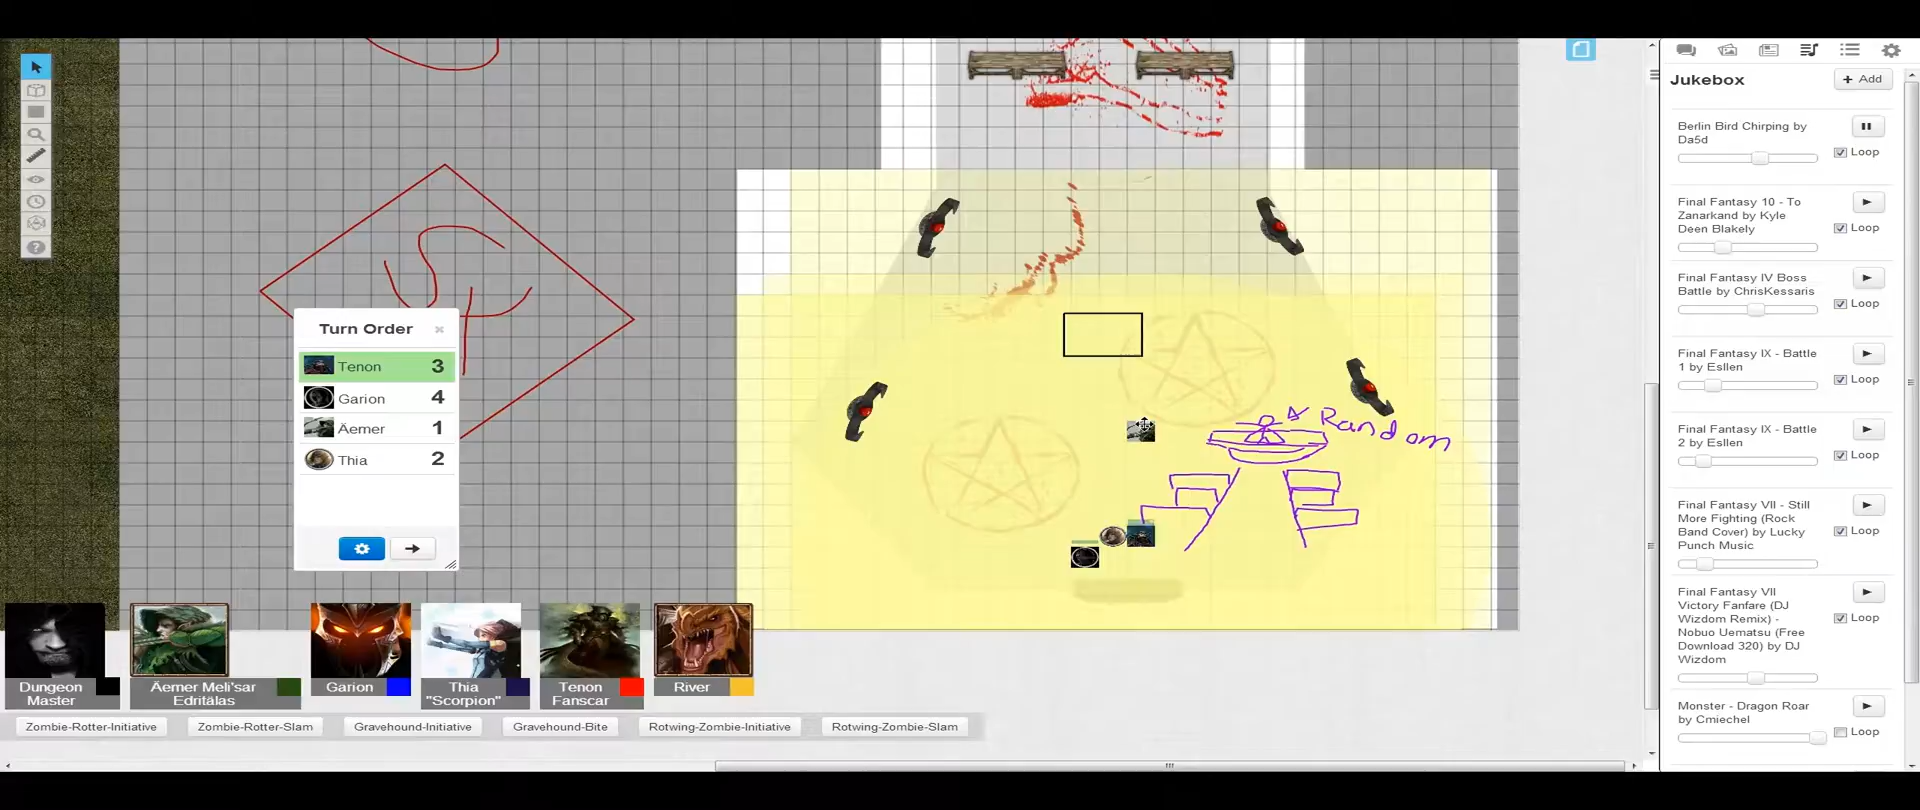 Jukebox
+ Add
Berlin Bird Chirping by
Da5d
Loop
Final Fantasy 10 - To
Zanarkand by Kyle
Deen Blakely
Loop
Final Fantasy IV Boss
Battle by ChrisKessaris
Loop
Final Fantasy IX - Battle
1 by Esllen
Loop
Final Fantasy IX - Battle
2 by Esllen
Loop
Final Fantasy VII - Still
More Fighting (Rock
Band Cover) by Lucky
Punch Music
Loop
Final Fantasy VII
Victory Fanfare (DJ
Wizdom Remix) -
Nobuo Uematsu (Free
Download 320) by DJ
Wizdom
Loop
Monster - Dragon Roar
by Cmiechel
Loop
Turn Order
Tenon 3
Garion 4
Äemer 1
Thia 2
Random
Dungeon
Master
Äemer Meli'sar
Edritälas
Garion
Thia
"Scorpion"
Tenon
Fanscar
River
Zombie-Rotter-Initiative
Zombie-Rotter-Slam
Gravehound-Initiative
Gravehound-Bite
Rotwing-Zombie-Initiative
Rotwing-Zombie-Slam